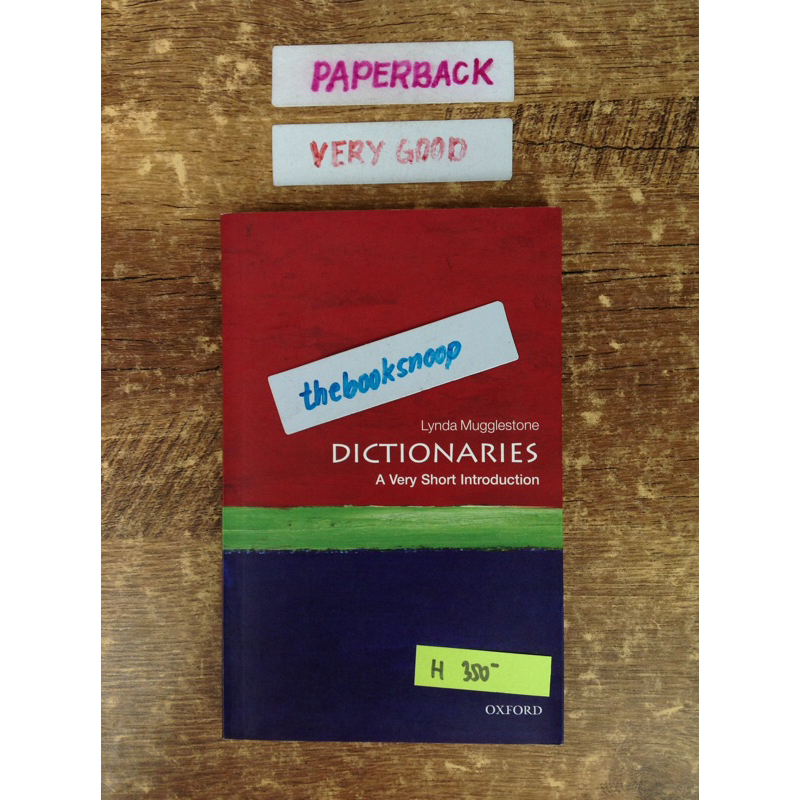 PAPERBACK
VERY GOOD
thebooksnoop
Lynda Mugglestone
DICTIONARIES
A Very Short Introduction
H 350-
OXFORD